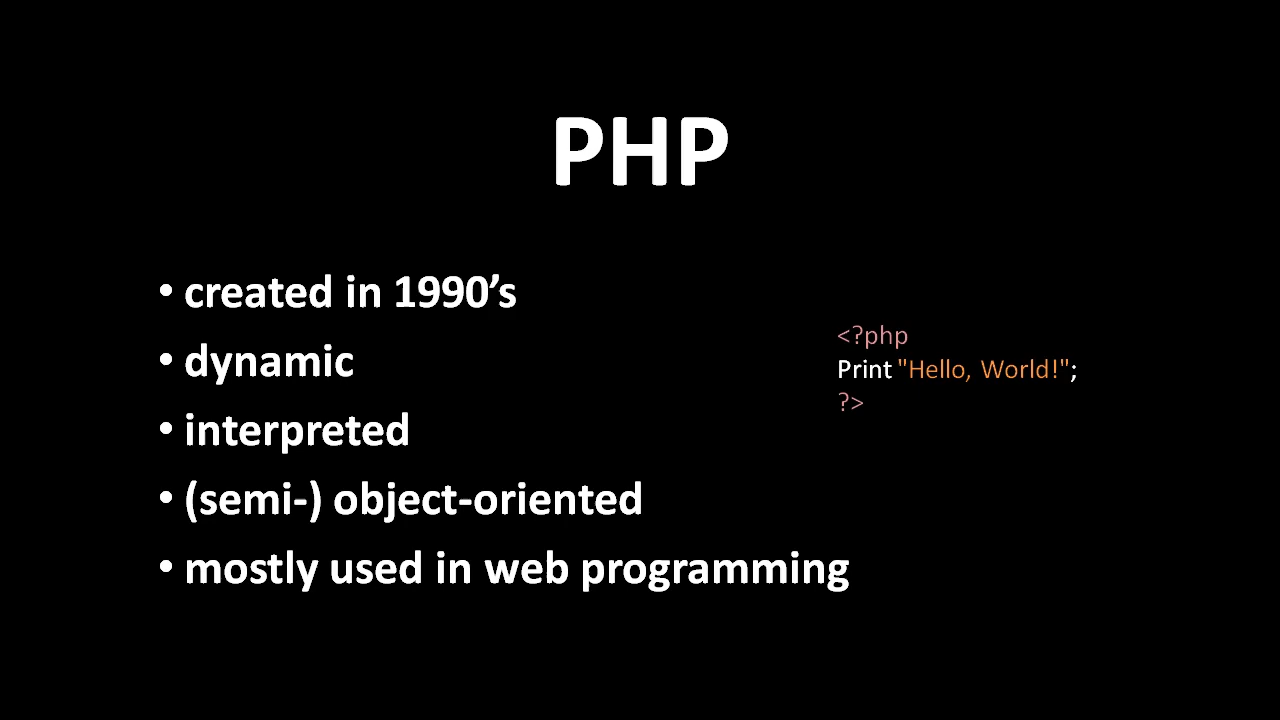 PHP
• created in 1990’s
• dynamic
• interpreted
• (semi-) object-oriented
• mostly used in web programming
<?php
Print "Hello, World!";
?>